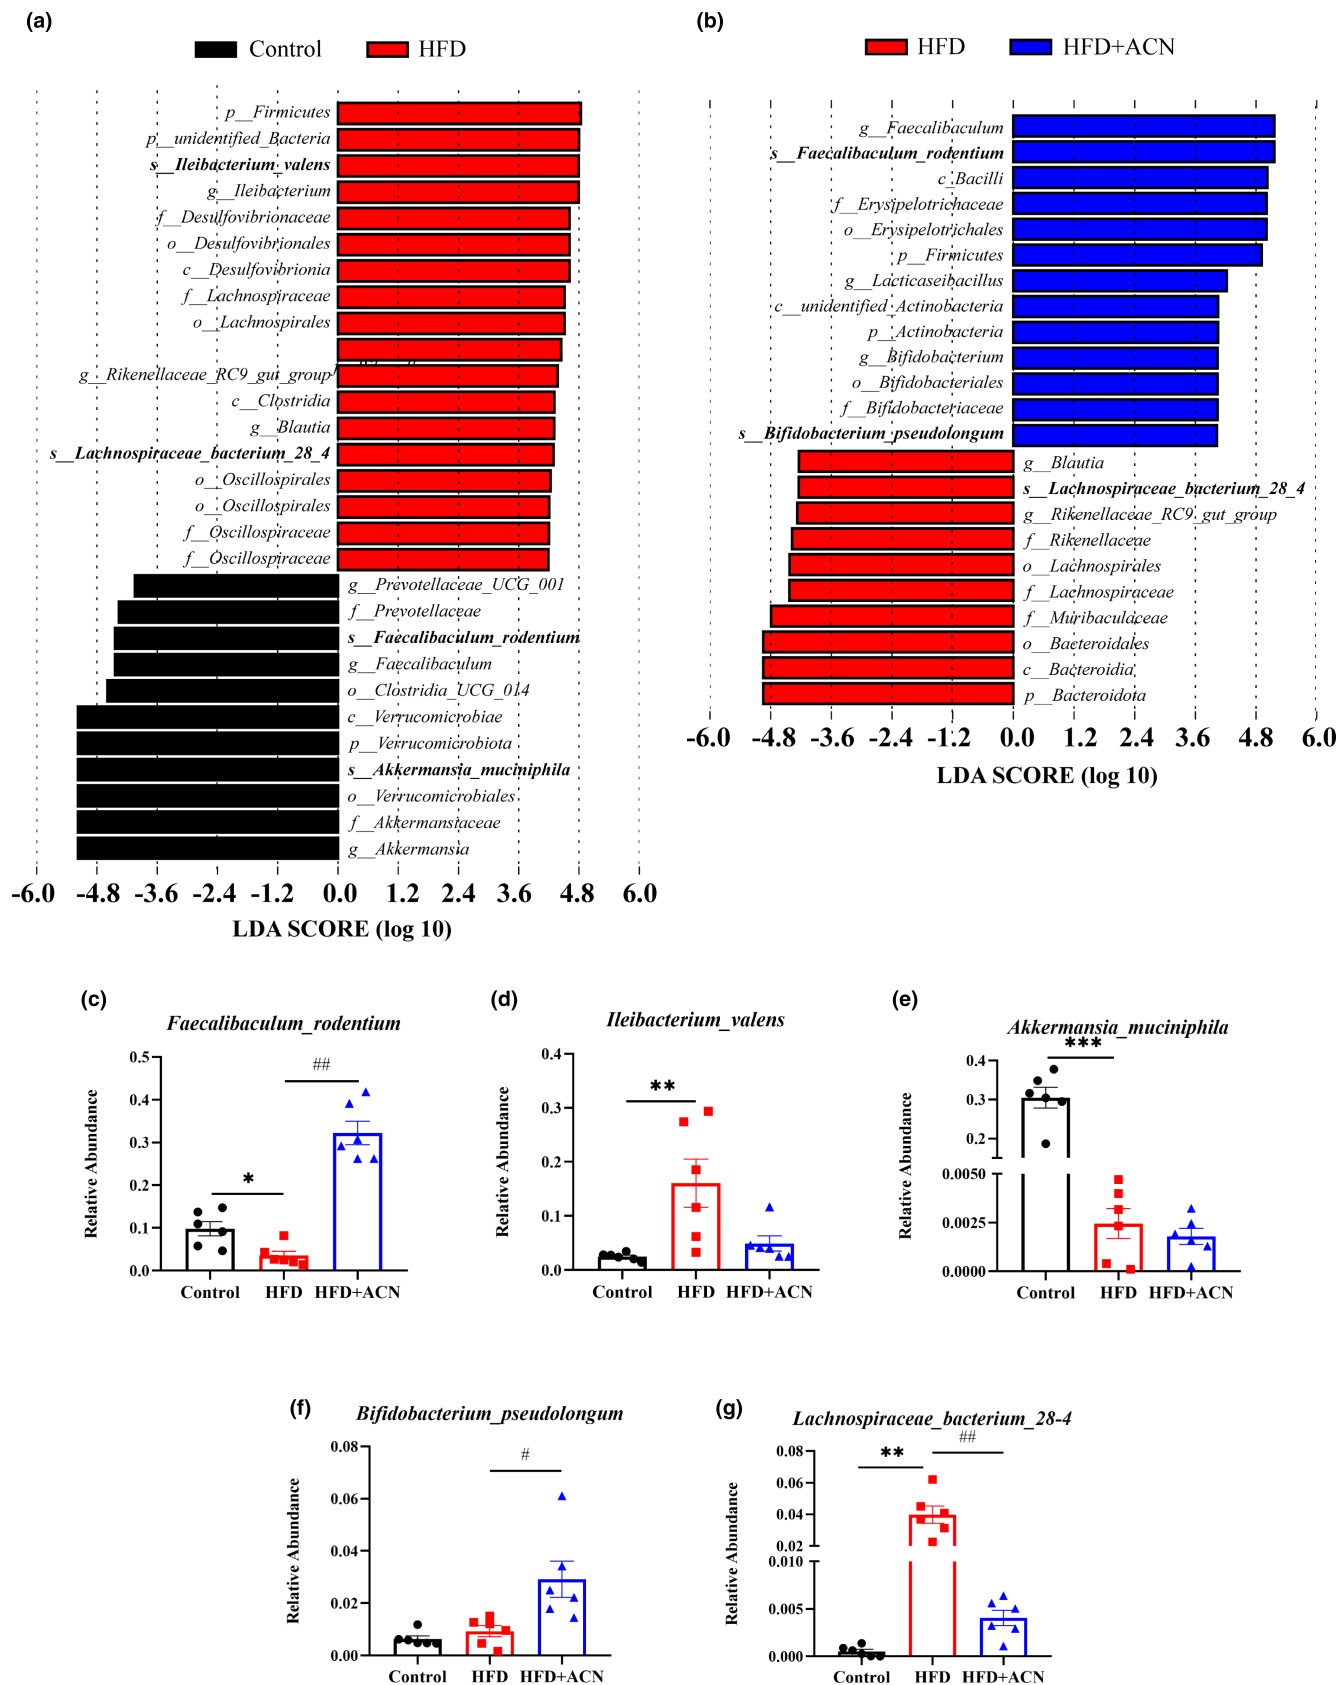 (a)
Control
HFD
p__Firmicutes
p__unidentified_Bacteria
s__Ileibacterium_valens
g__Ileibacterium
f__Desulfovibrionaceae
o__Desulfovibrionales
c__Desulfovibrionia
f__Lachnospiraceae
o__Lachnospirales
g__Rikenellaceae_RC9_gut_group
c__Clostridia
g__Blautia
s__Lachnospiraceae_bacterium_28_4
o__Oscillospirales
o__Oscillospirales
f__Oscillospiraceae
f__Oscillospiraceae
g__Prevotellaceae_UCG_001
f__Prevotellaceae
s__Faecalibaculum_rodentium
g__Faecalibaculum
o__Clostridia_UCG_014
c__Verrucomicrobiae
p__Verrucomicrobiota
s__Akkermansia_muciniphila
o__Verrucomicrobiales
f__Akkermansiaceae
g__Akkermansia
-6.0 -4.8 -3.6 -2.4 -1.2 0.0 1.2 2.4 3.6 4.8 6.0
LDA SCORE (log 10)
(b)
HFD
HFD+ACN
g__Faecalibaculum
s__Faecalibaculum_rodentium
c_Bacilli
f__Erysipelotrichaceae
o__Erysipelotrichales
p__Firmicutes
g__Lacticaseibacillus
c__unidentified_Actinobacteria
p__Actinobacteria
g__Bifidobacterium
o__Bifidobacteriales
f__Bifidobacteriaceae
s__Bifidobacterium_pseudolongum
g__Blautia
s__Lachnospiraceae_bacterium_28_4
g__Rikenellaceae_RC9_gut_group
f__Rikenellaceae
o__Lachnospirales
f__Lachnospiraceae
f__Muribaculaceae
o__Bacteroidales
c__Bacteroidia
p__Bacteroidota
-6.0 -4.8 -3.6 -2.4 -1.2 0.0 1.2 2.4 3.6 4.8 6.0
LDA SCORE (log 10)
(c)
Faecalibaculum_rodentium
Relative Abundance
0.5
0.4
0.3
0.2
0.1
0.0
*
##
Control HFD HFD+ACN
(d)
Ileibacterium_valens
Relative Abundance
0.4
0.3
0.2
0.1
0.0
**
Control HFD HFD+ACN
(e)
Akkermansia_muciniphila
Relative Abundance
0.4
0.3
0.2
0.0050
0.0025
0.0000
***
Control HFD HFD+ACN
(f)
Bifidobacterium_pseudolongum
Relative Abundance
0.08
0.06
0.04
0.02
0.00
#
Control HFD HFD+ACN
(g)
Lachnospiraceae_bacterium_28-4
Relative Abundance
0.08
0.06
0.04
0.02
0.010
0.005
0.000
**
##
Control HFD HFD+ACN